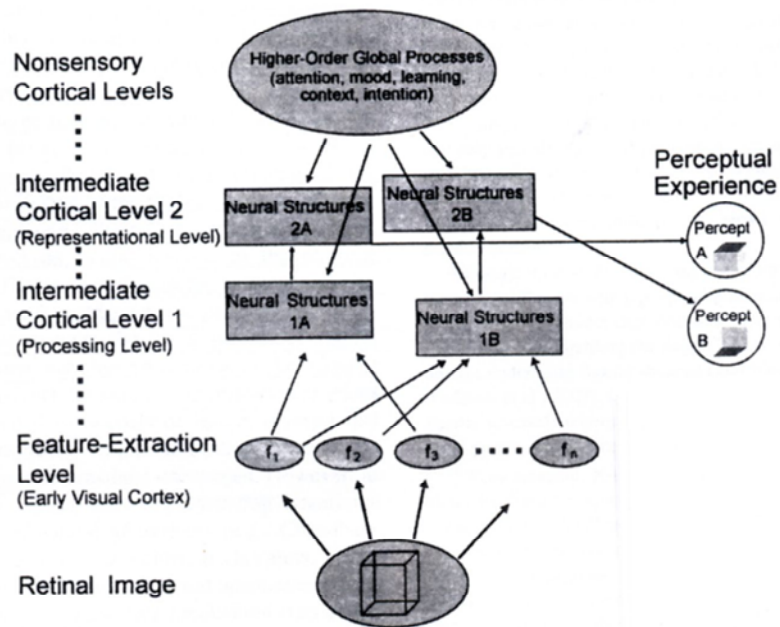 Nonsensory
Cortical Levels
Higher-Order Global Processes
(attention, mood, learning,
context, intention)
Intermediate
Cortical Level 2
(Representational Level)
Neural Structures
2A
Neural Structures
2B
Perceptual
Experience
Percept
A
Intermediate
Cortical Level 1
(Processing Level)
Neural Structures
1A
Neural Structures
1B
Percept
B
Feature-Extraction
Level
(Early Visual Cortex)
f1
f2
f3
fn
Retinal Image